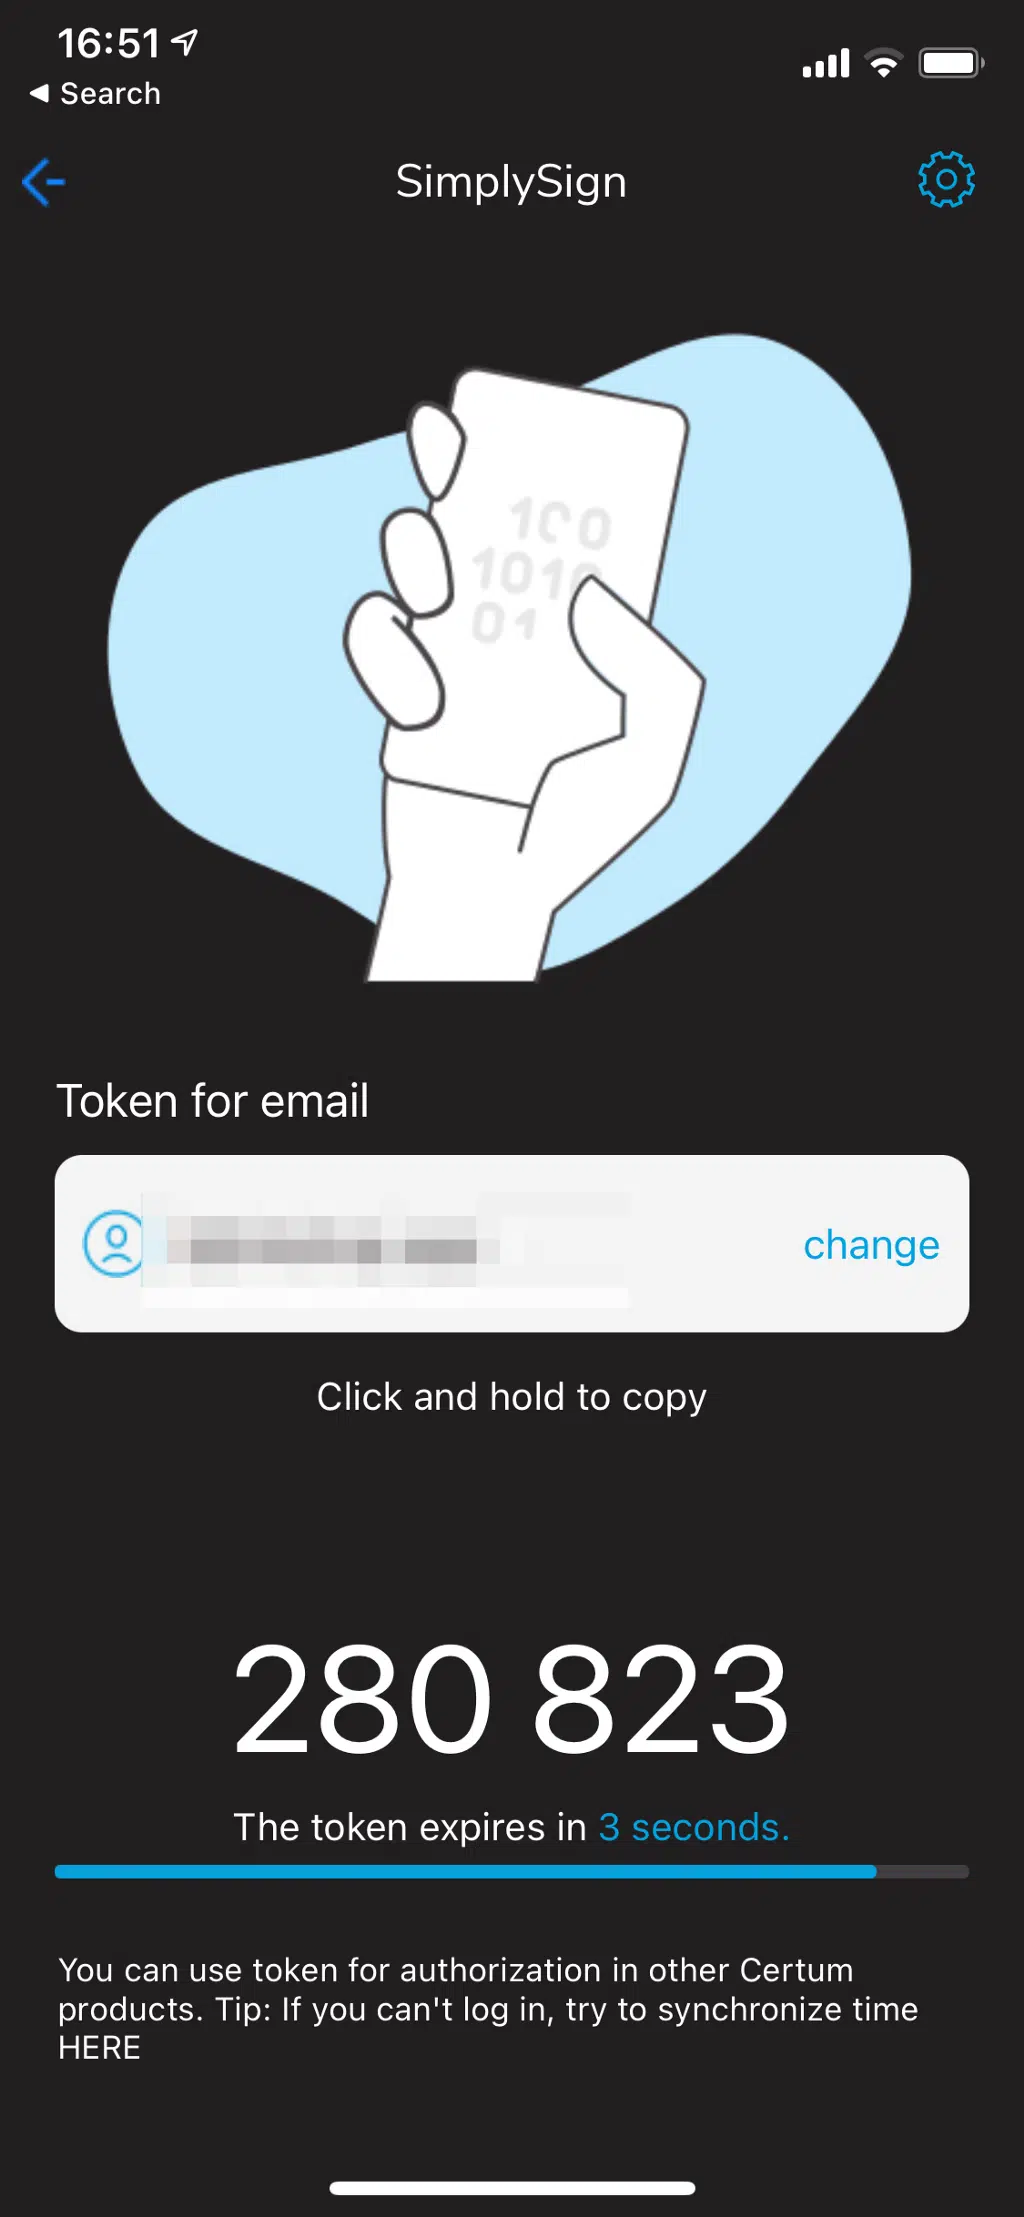 16:51
Search
SimplySign
100
1010
01
Token for email
change
Click and hold to copy
280 823
The token expires in 3 seconds.
You can use token for authorization in other Certum
products. Tip: If you can't log in, try to synchronize time
HERE